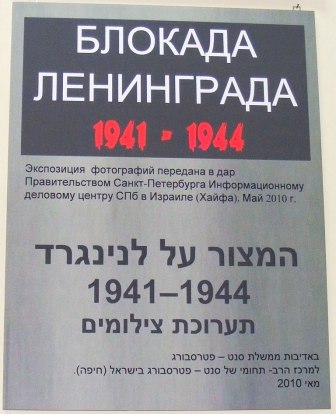 БЛОКАДА
ЛЕНИНГРАДА
1941 - 1944
Экспозиция фотографий передана в дар
Правительством Санкт-Петербурга Информационному
деловому центру СПб в Израиле (Хайфа). Май 2010 г.
המצור על לנינגרד
1941–1944
תערוכת צילומים
באדיבות ממשלת סנט – פטרסבורג
למרכז הרב- תחומי של סנט – פטרסבורג בישראל (חיפה).
מאי 2010